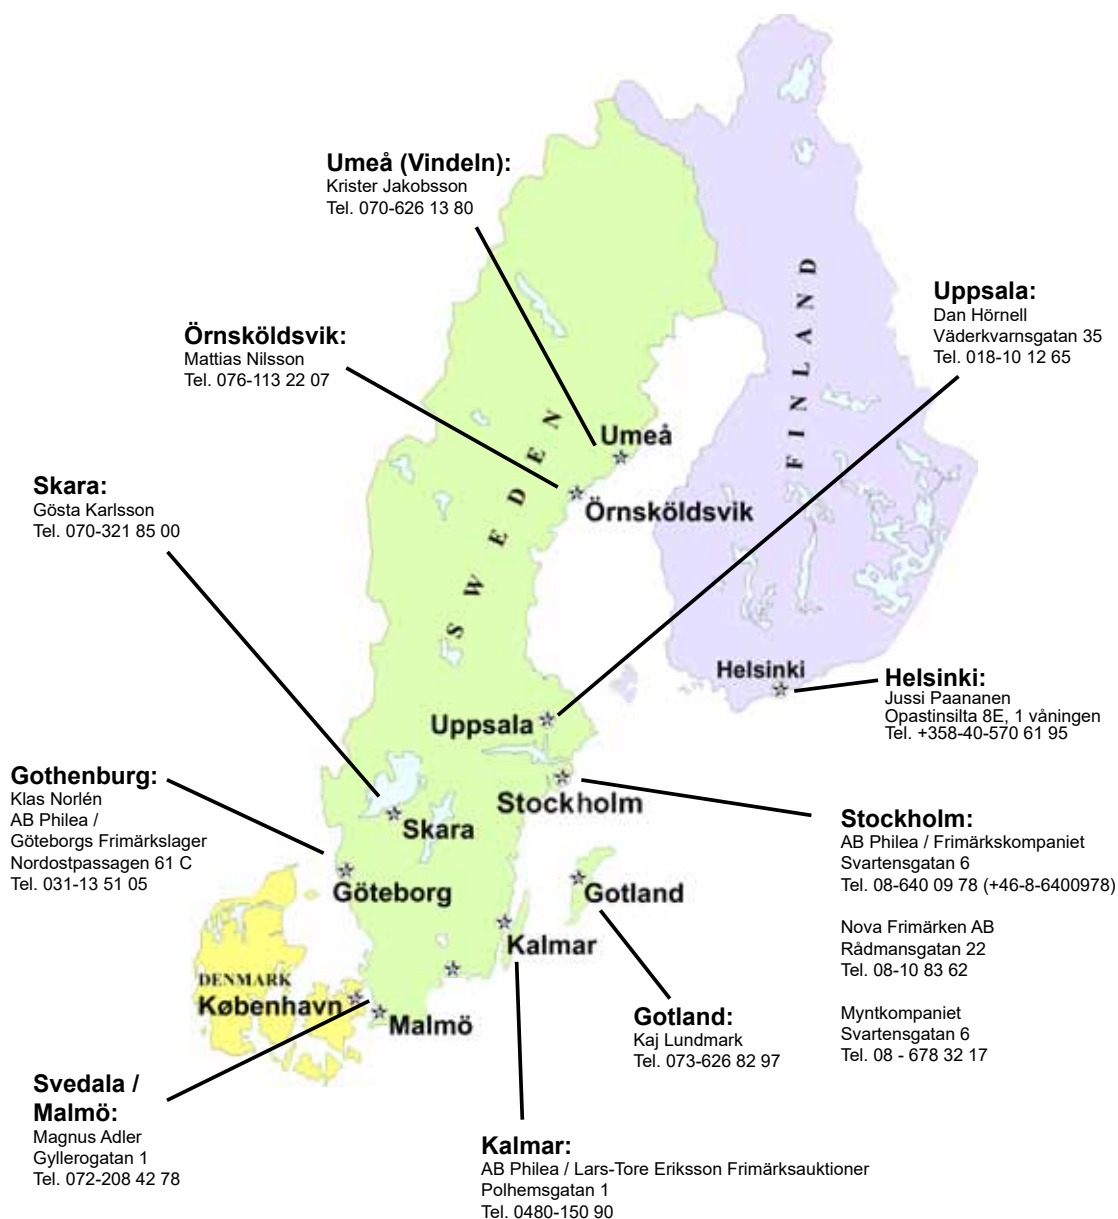 Umeå (Vindeln):
Krister Jakobsson
Tel. 070-626 13 80
Örnsköldsvik:
Mattias Nilsson
Tel. 076-113 22 07
Uppsala:
Dan Hörnell
Väderkvarnsgatan 35
Tel. 018-10 12 65
Skara:
Gösta Karlsson
Tel. 070-321 85 00
FINLAND
SWEDEN
Umeå
Örnsköldsvik
Helsinki
Helsinki:
Jussi Paananen
Opastinsilta 8E, 1 våningen
Tel. +358-40-570 61 95
Uppsala
Stockholm
Gothenburg:
Klas Norlén
AB Philea /
Göteborgs Frimärkslager
Nordostpassagen 61 C
Tel. 031-13 51 05
Skara
Göteborg
Gotland
Kalmar
Stockholm:
AB Philea / Frimärkskompaniet
Svartensgatan 6
Tel. 08-640 09 78 (+46-8-6400978)
Nova Frimärken AB
Rådmansgatan 22
Tel. 08-10 83 62
Myntkompaniet
Svartensgatan 6
Tel. 08 - 678 32 17
DENMARK
København
Malmö
Gotland:
Kaj Lundmark
Tel. 073-626 82 97
Svedala /
Malmö:
Magnus Adler
Gyllerogatan 1
Tel. 072-208 42 78
Kalmar:
AB Philea / Lars-Tore Eriksson Frimärksauktioner
Polhemsgatan 1
Tel. 0480-150 90